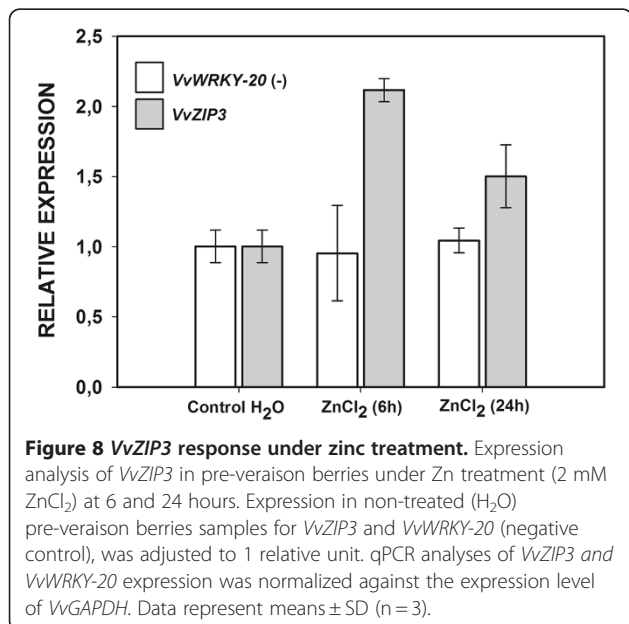 2,5
2,0
1,5
1,0
0,5
0,0
RELATIVE EXPRESSION
VvWRKY-20 (-)
VvZIP3
Control H₂O ZnCl₂ (6h) ZnCl₂ (24h)
Figure 8 VvZIP3 response under zinc treatment. Expression
analysis of VvZIP3 in pre-veraison berries under Zn treatment (2 mM
ZnCl₂) at 6 and 24 hours. Expression in non-treated (H₂O)
pre-veraison berries samples for VvZIP3 and VvWRKY-20 (negative
control), was adjusted to 1 relative unit. qPCR analyses of VvZIP3 and
VvWRKY-20 expression was normalized against the expression level
of VvGAPDH. Data represent means ± SD (n = 3).